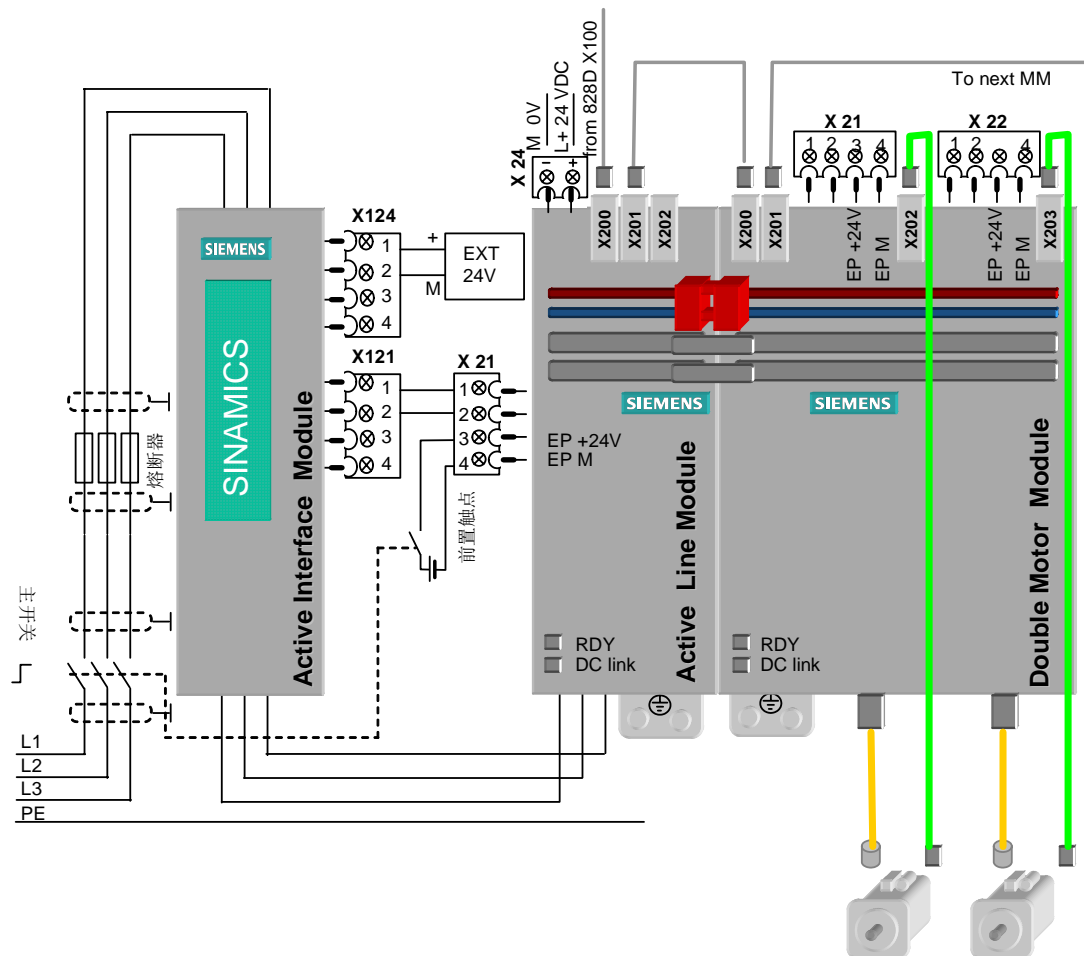 To next MM
X 24
M 0V
L+ 24 VDC
from 828D X100
- +
X 21
1 2 3 4
X 22
1 2 4
X200
X201
X202
X200
X201
EP +24V
EP M
X202
EP +24V
EP M
X203
SIEMENS
SINAMICS
Active Interface Module
X124
1
2
3
4
+
M
EXT
24V
X121
1
2
3
4
X 21
1
2
3
4
EP +24V
EP M
前置触点
熔断器
主开关
SIEMENS
SIEMENS
Active Line Module
Double Motor Module
RDY
DC link
RDY
DC link
L1
L2
L3
PE